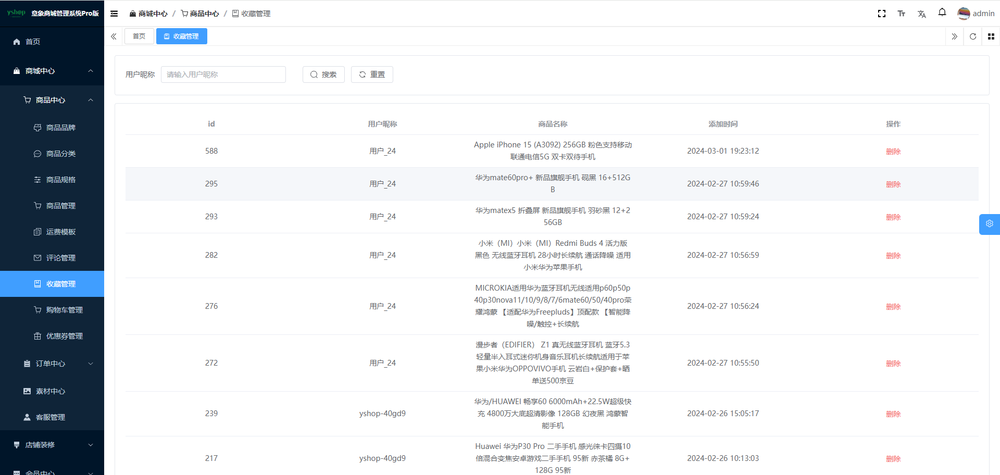 yshop 意象商城管理系统Pro版
商城中心 / 商品中心 / 收藏管理
admin
首页
收藏管理
首页
商城中心
商品中心
商品品牌
商品分类
商品规格
商品管理
运费模板
评论管理
收藏管理
购物车管理
优惠券管理
订单中心
素材中心
客服管理
店铺装修
会员中心
用户昵称 请输入用户昵称 搜索 重置
id 用户昵称 商品名称 添加时间 操作
588 用户_24 Apple iPhone 15 (A3092) 256GB 粉色支持移动
联通电信5G 双卡双待手机 2024-03-01 19:23:12 删除
295 用户_24 华为mate60pro+ 新品旗舰手机 砚黑 16+512G
B 2024-02-27 10:59:46 删除
293 用户_24 华为matex5 折叠屏 新品旗舰手机 羽砂黑 12+2
56GB 2024-02-27 10:59:24 删除
282 用户_24 小米（MI）小米（MI）Redmi Buds 4 活力版
黑色 无线蓝牙耳机 28小时长续航 通话降噪 适用
小米华为苹果手机 2024-02-27 10:56:59 删除
276 用户_24 MICROKIA适用华为蓝牙耳机无线适用p60p50p
40p30nova11/10/9/8/7/6mate60/50/40pro荣
耀鸿蒙 【适配华为Freepluds】顶配款 【智能降
噪/触控+长续航 2024-02-27 10:56:24 删除
272 用户_24 漫步者（EDIFIER） Z1 真无线蓝牙耳机 蓝牙5.3
轻量半入耳式迷你机身音乐耳机长续航适用于苹
果小米华为OPPOVIVO手机 云岩白+保护套+晒
单送500京豆 2024-02-27 10:55:50 删除
239 yshop-40gd9 华为/HUAWEI 畅享60 6000mAh+22.5W超级快
充 4800万大底超清影像 128GB 幻夜黑 鸿蒙智
能手机 2024-02-26 15:05:17 删除
217 yshop-40gd9 Huawei 华为P30 Pro 二手手机 感光徕卡四摄10
倍混合变焦安卓游戏二手手机 95新 赤茶橘 8G+
128G 95新 2024-02-26 10:13:03 删除